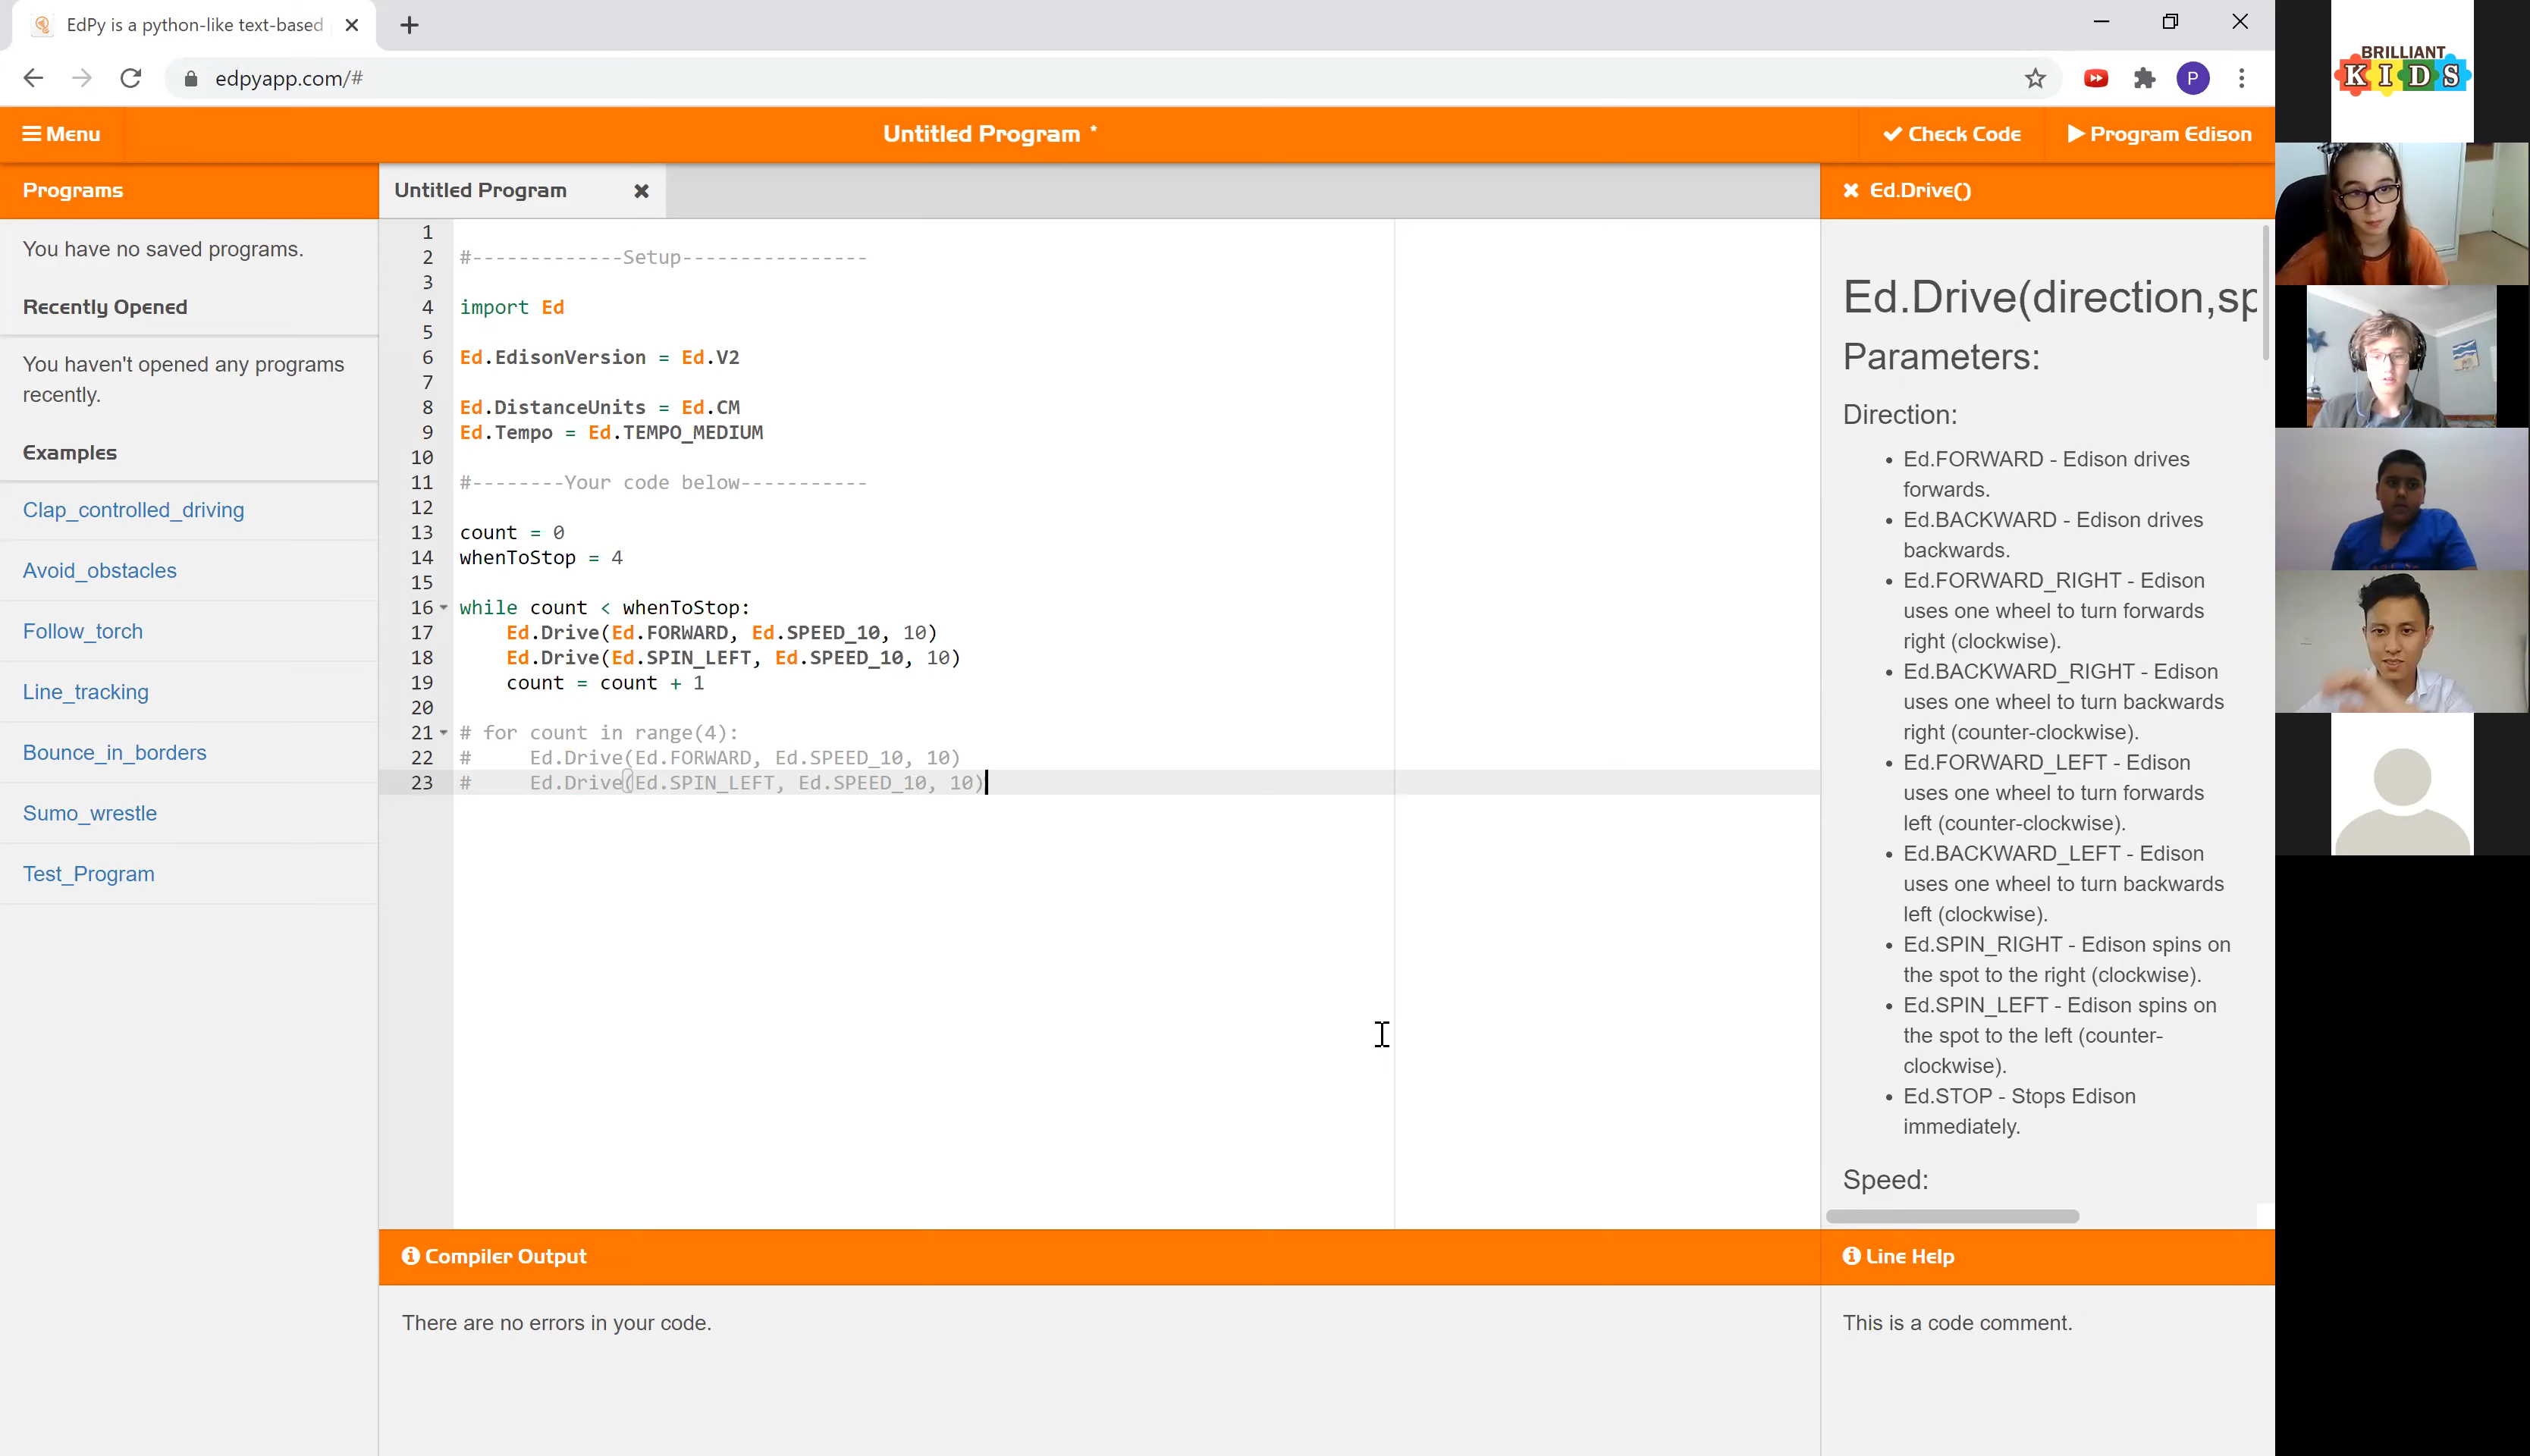 EdPy is a python-like text-based
edpyapp.com/#
P
Menu
Untitled Program *
Check Code
Program Edison
Programs
You have no saved programs.
Recently Opened
You haven't opened any programs
recently.
Examples
Clap_controlled_driving
Avoid_obstacles
Follow_torch
Line_tracking
Bounce_in_borders
Sumo_wrestle
Test_Program
Untitled Program
1
2 #-------------Setup----------------
3
4 import Ed
5
6 Ed.EdisonVersion = Ed.V2
7
8 Ed.DistanceUnits = Ed.CM
9 Ed.Tempo = Ed.TEMPO_MEDIUM
10
11 #--------Your code below-----------
12
13 count = 0
14 whenToStop = 4
15
16 while count < whenToStop:
17 Ed.Drive(Ed.FORWARD, Ed.SPEED_10, 10)
18 Ed.Drive(Ed.SPIN_LEFT, Ed.SPEED_10, 10)
19 count = count + 1
20
21 # for count in range(4):
22 # Ed.Drive(Ed.FORWARD, Ed.SPEED_10, 10)
23 # Ed.Drive(Ed.SPIN_LEFT, Ed.SPEED_10, 10)
Compiler Output
There are no errors in your code.
Ed.Drive()
Ed.Drive(direction,sp
Parameters:
Direction:
• Ed.FORWARD - Edison drives
forwards.
• Ed.BACKWARD - Edison drives
backwards.
• Ed.FORWARD_RIGHT - Edison
uses one wheel to turn forwards
right (clockwise).
• Ed.BACKWARD_RIGHT - Edison
uses one wheel to turn backwards
right (counter-clockwise).
• Ed.FORWARD_LEFT - Edison
uses one wheel to turn forwards
left (counter-clockwise).
• Ed.BACKWARD_LEFT - Edison
uses one wheel to turn backwards
left (clockwise).
• Ed.SPIN_RIGHT - Edison spins on
the spot to the right (clockwise).
• Ed.SPIN_LEFT - Edison spins on
the spot to the left (counter-
clockwise).
• Ed.STOP - Stops Edison
immediately.
Speed:
Line Help
This is a code comment.
BRILLIANT
KIDS